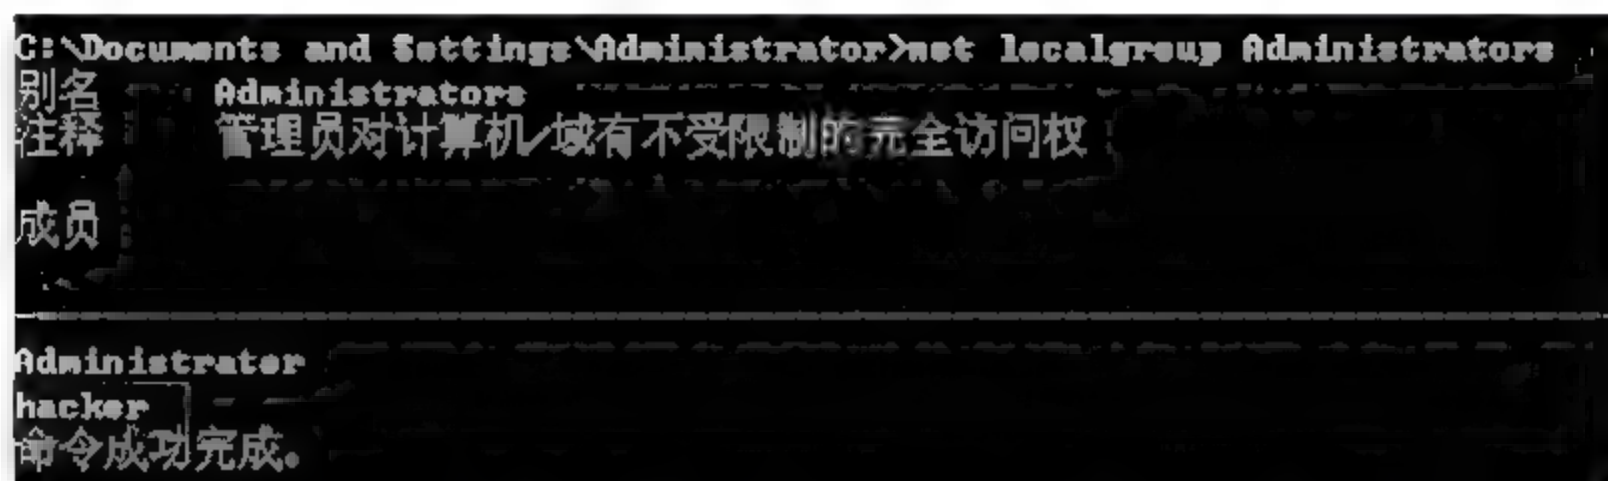 C:\Documents and Settings\Administrator>net localgroup Administrators
别名 Administrators
注释 管理员对计算机/域有不受限制的完全访问权
成员
Administrator
hacker
命令成功完成。